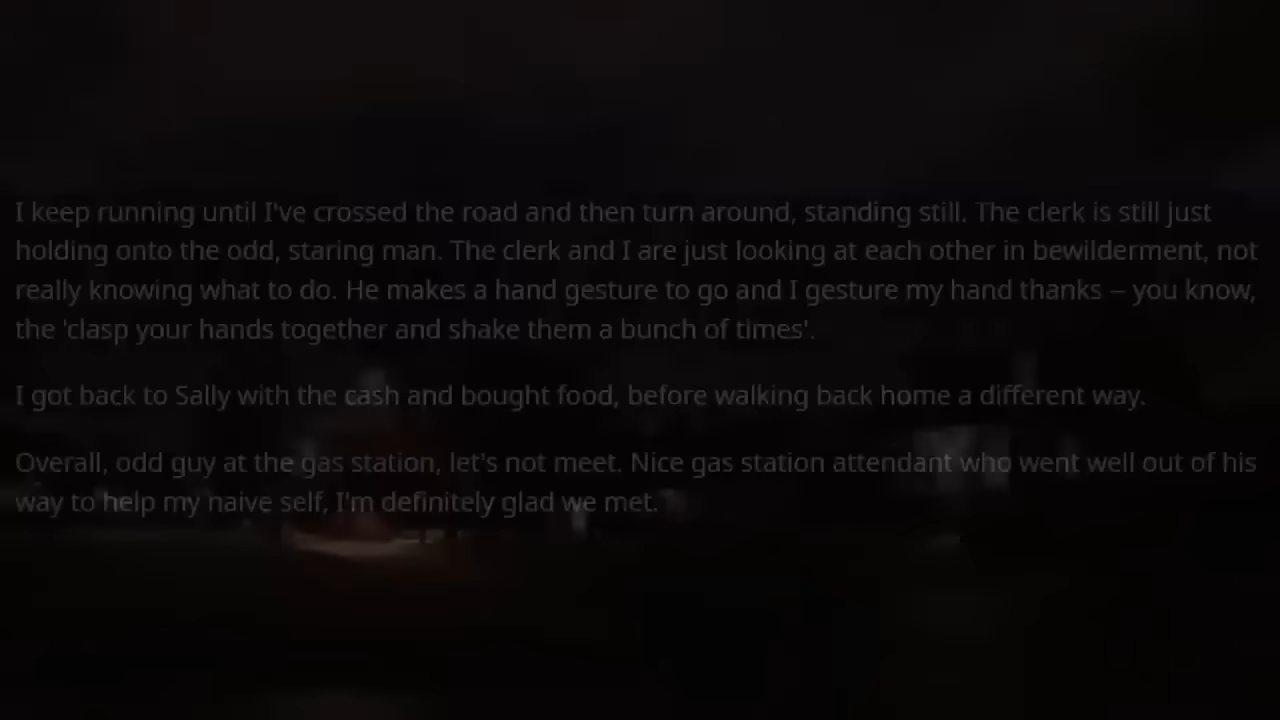 I keep running until I've crossed the road and then turn around, standing still. The clerk is still just
holding onto the odd, staring man. The clerk and I are just looking at each other in bewilderment, not
really knowing what to do. He makes a hand gesture to go and I gesture my hand thanks – you know,
the 'clasp your hands together and shake them a bunch of times'.
I got back to Sally with the cash and bought food, before walking back home a different way.
Overall, odd guy at the gas station, let's not meet. Nice gas station attendant who went well out of his
way to help my naive self, I'm definitely glad we met.